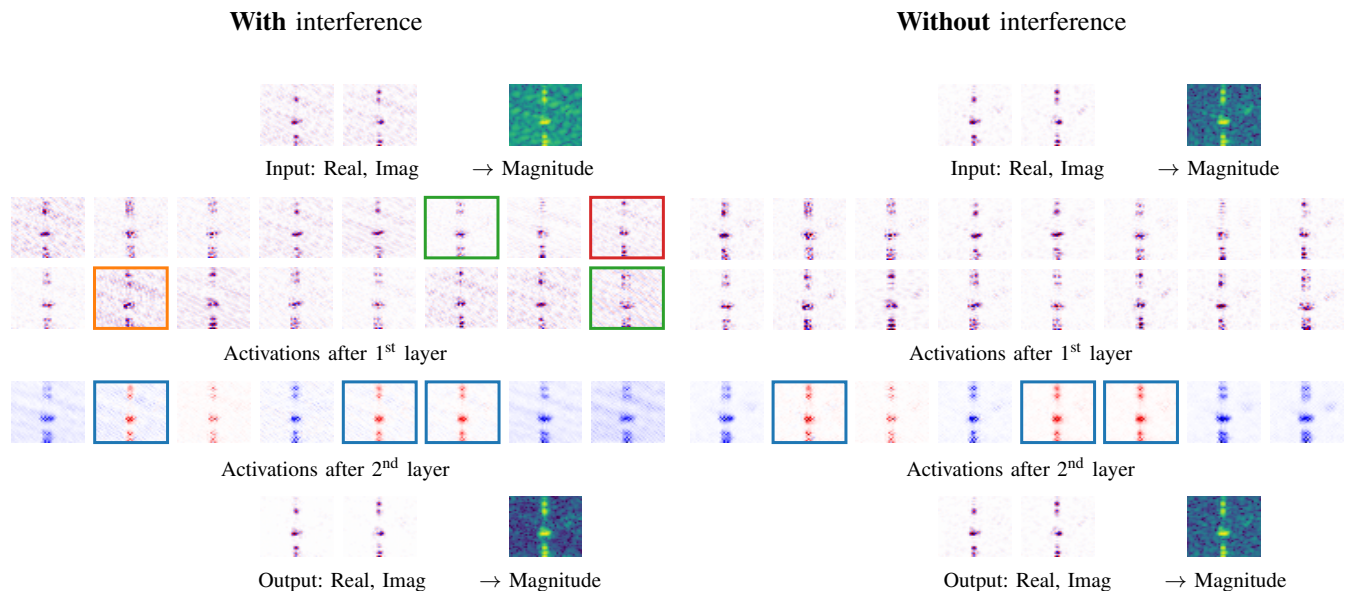 With interference
Without interference
Input: Real, Imag → Magnitude
Input: Real, Imag → Magnitude
Activations after 1st layer
Activations after 1st layer
Activations after 2nd layer
Activations after 2nd layer
Output: Real, Imag → Magnitude
Output: Real, Imag → Magnitude